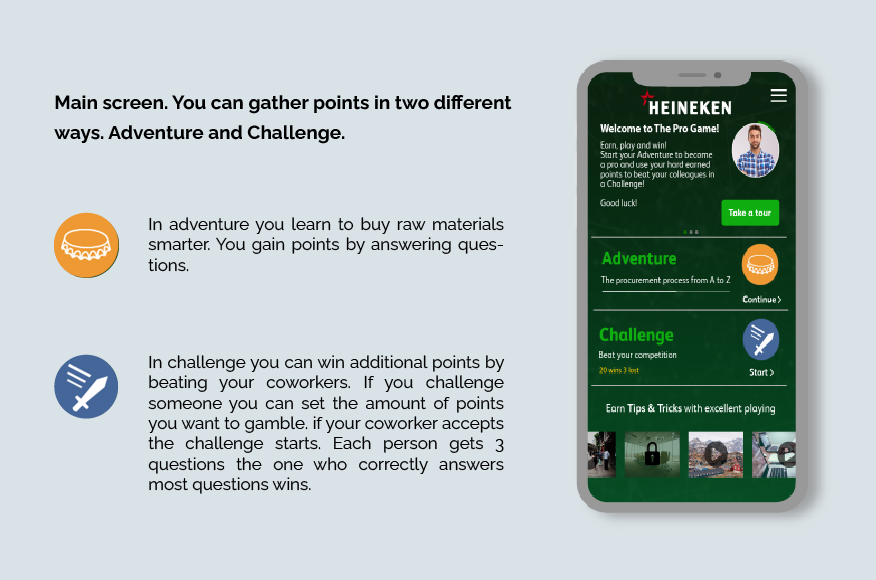 Main screen. You can gather points in two different
ways. Adventure and Challenge.
In adventure you learn to buy raw materials
smarter. You gain points by answering ques-
tions.
In challenge you can win additional points by
beating your coworkers. If you challenge
someone you can set the amount of points
you want to gamble. if your coworker accepts
the challenge starts. Each person gets 3
questions the one who correctly answers
most questions wins.
HEINEKEN
Welcome to The Pro Game!
Earn, play and win!
Start your Adventure to become
a pro and use your hard earned
points to beat your colleagues in
a Challenge!
Good luck!
Take a tour
Adventure
The procurement process from A to Z
Continue >
Challenge
Beat your competition
20 wins 3 lost
Start >
Earn Tips & Tricks with excellent playing